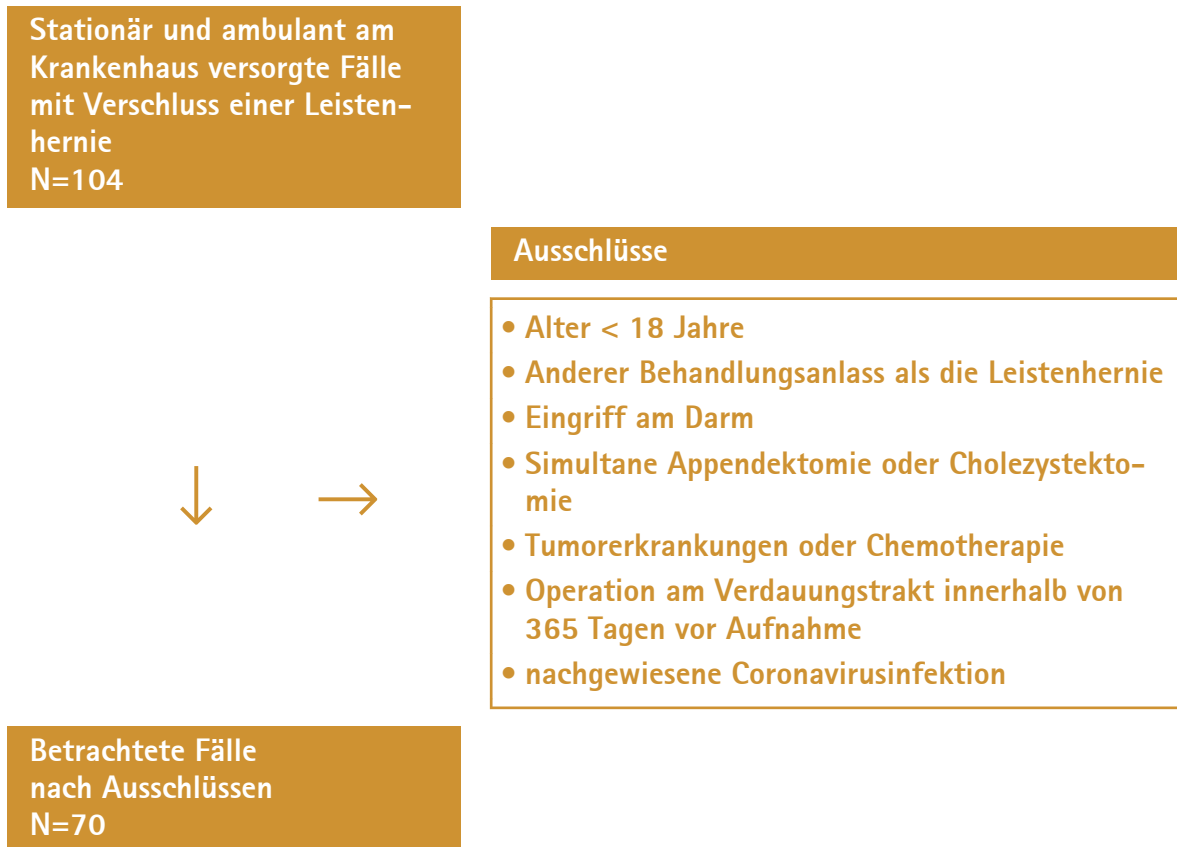 Stationär und ambulant am
Krankenhaus versorgte Fälle
mit Verschluss einer Leisten-
hernie
N=104
Ausschlüsse
• Alter < 18 Jahre
• Anderer Behandlungsanlass als die Leistenhernie
• Eingriff am Darm
• Simultane Appendektomie oder Cholezystekto-
mie
• Tumorerkrankungen oder Chemotherapie
• Operation am Verdauungstrakt innerhalb von
365 Tagen vor Aufnahme
• nachgewiesene Coronavirusinfektion
Betrachtete Fälle
nach Ausschlüssen
N=70